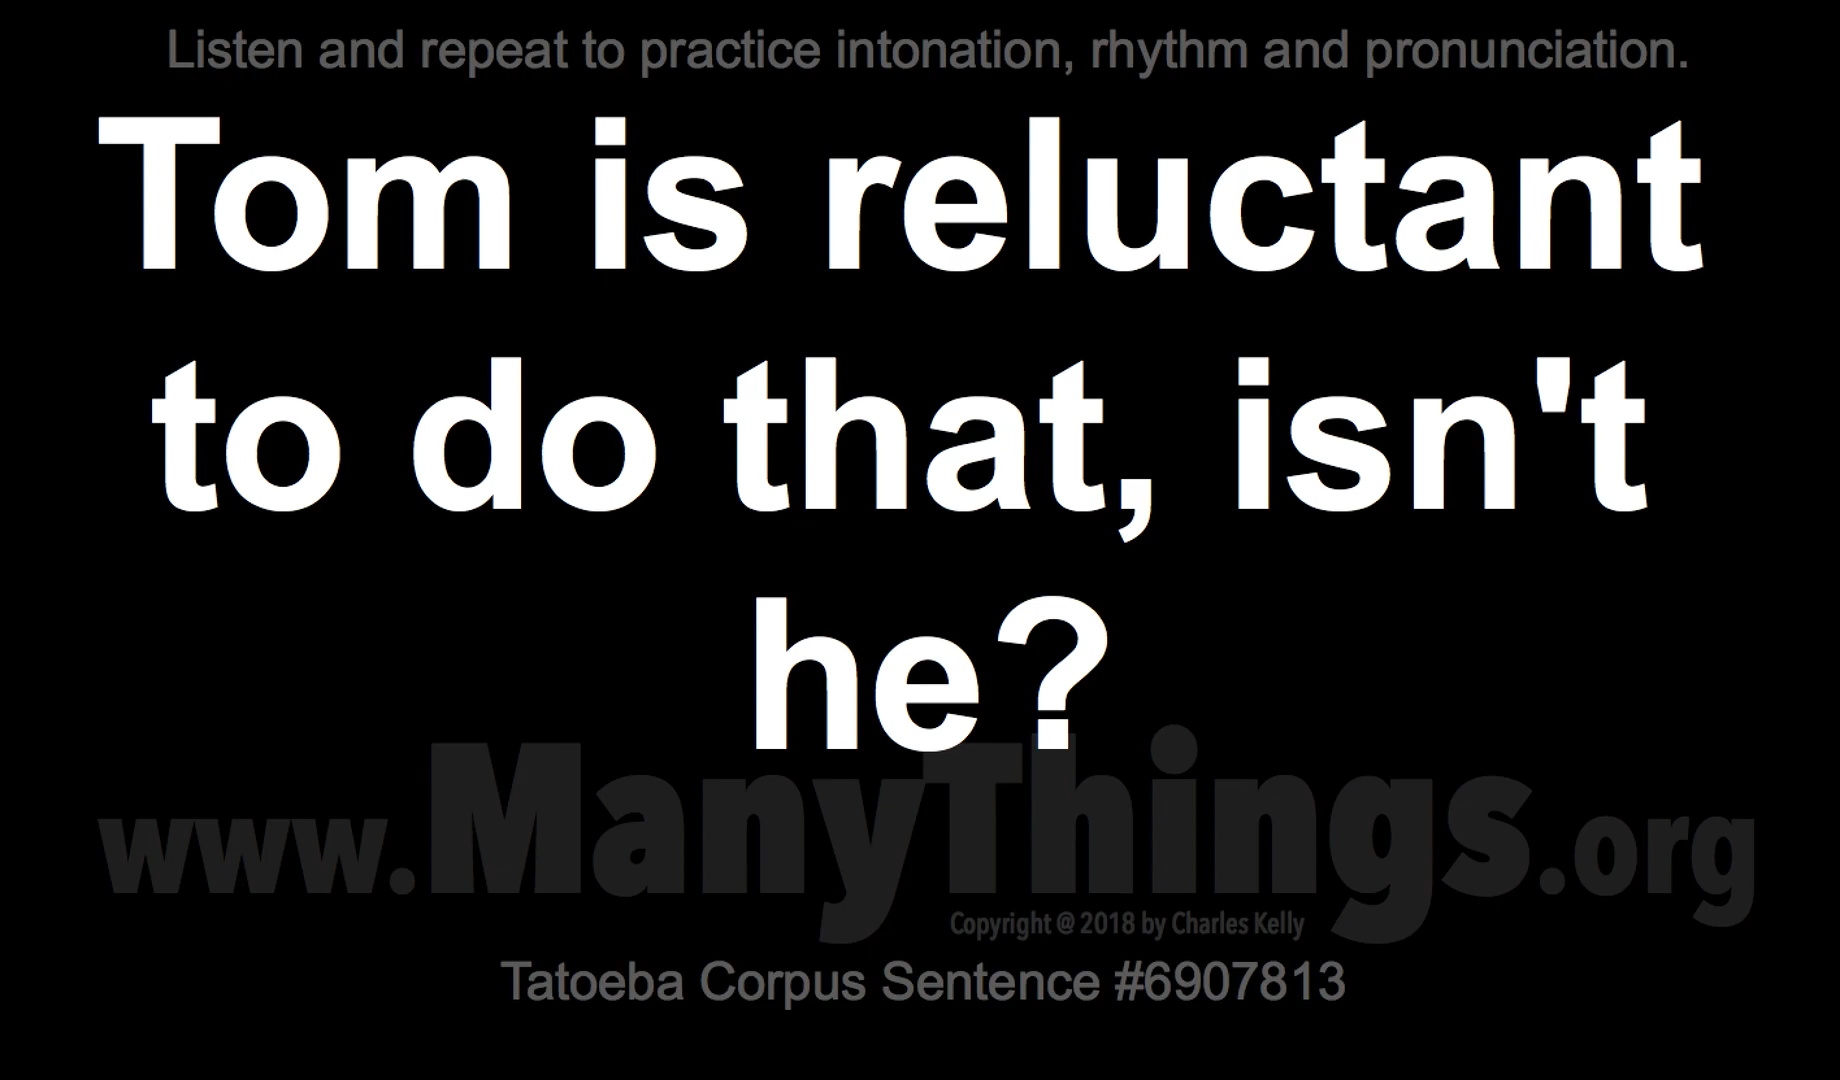 Listen and repeat to practice intonation, rhythm and pronunciation.
Tom is reluctant
to do that, isn't
he?
www.ManyThings.org
Copyright @ 2018 by Charles Kelly
Tatoeba Corpus Sentence #6907813